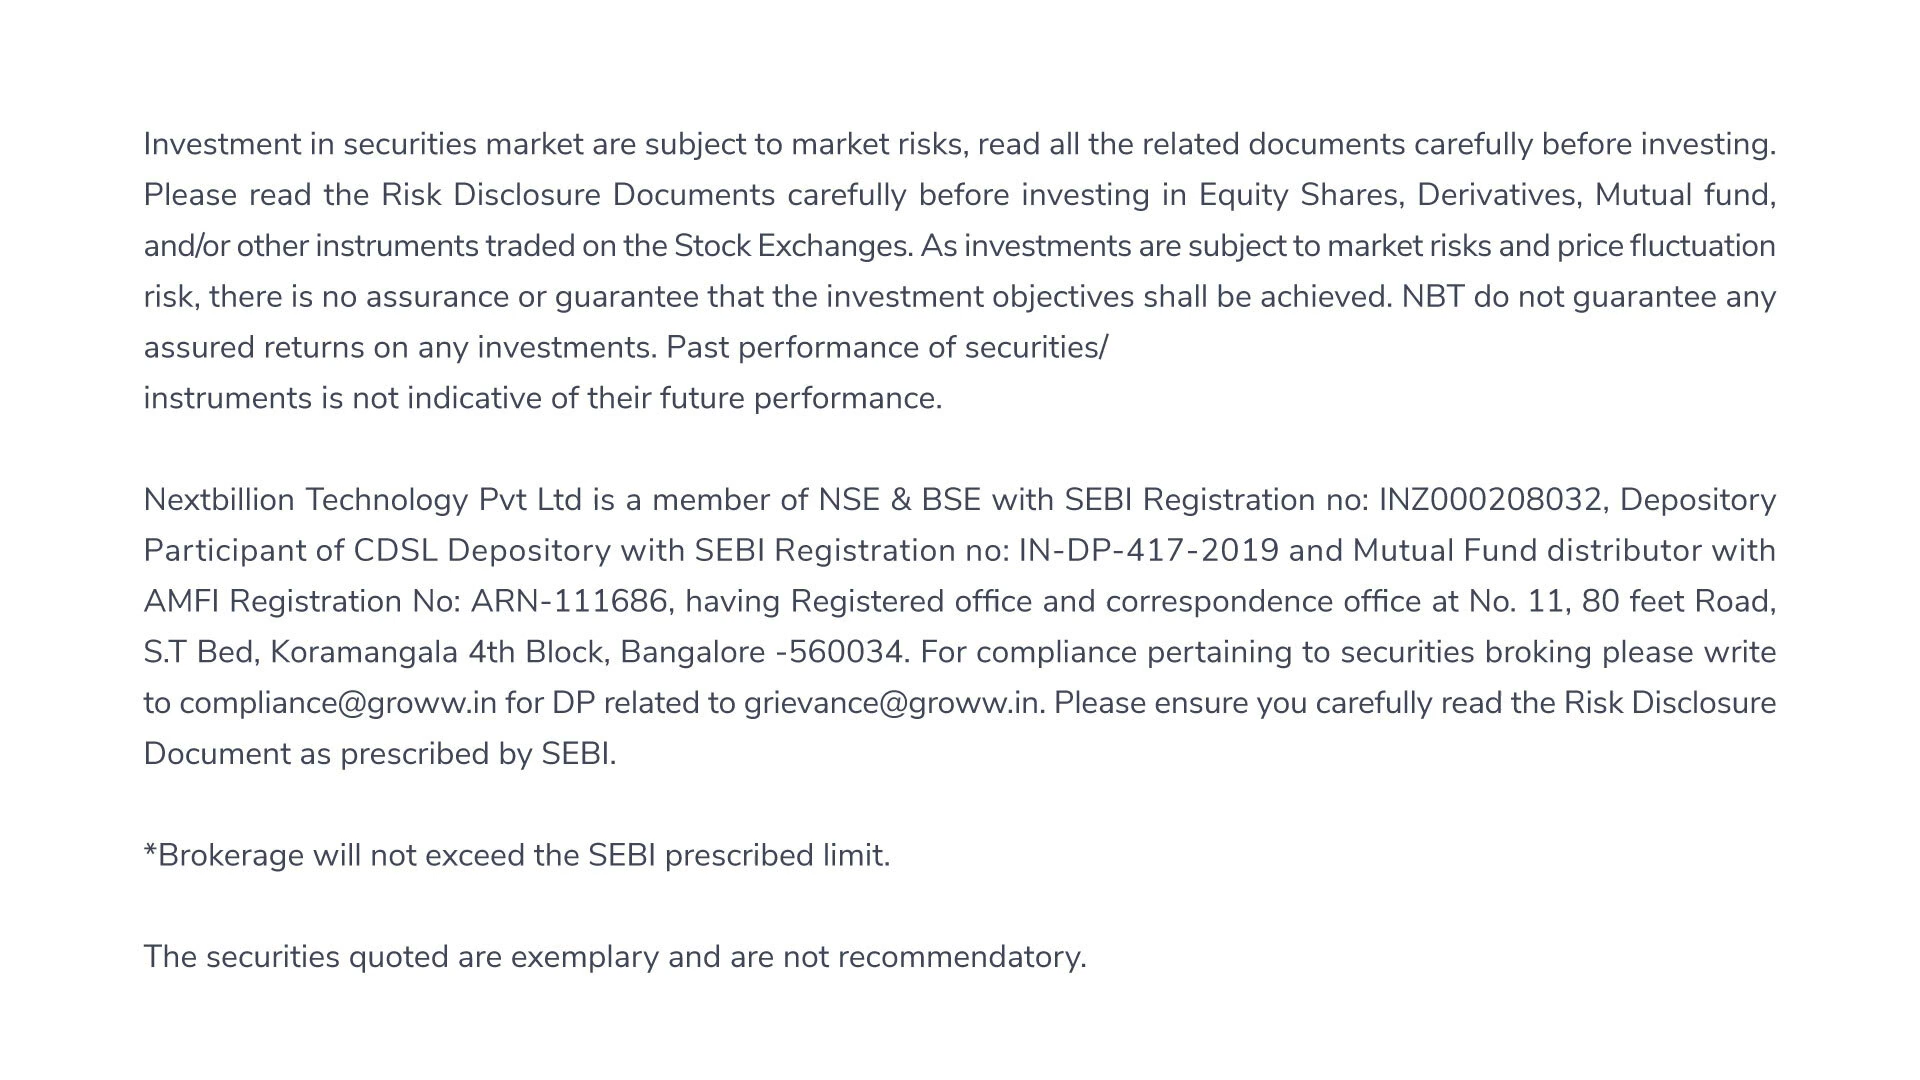 Investment in securities market are subject to market risks, read all the related documents carefully before investing.
Please read the Risk Disclosure Documents carefully before investing in Equity Shares, Derivatives, Mutual fund,
and/or other instruments traded on the Stock Exchanges. As investments are subject to market risks and price fluctuation
risk, there is no assurance or guarantee that the investment objectives shall be achieved. NBT do not guarantee any
assured returns on any investments. Past performance of securities/
instruments is not indicative of their future performance.
Nextbillion Technology Pvt Ltd is a member of NSE & BSE with SEBI Registration no: INZ000208032, Depository
Participant of CDSL Depository with SEBI Registration no: IN-DP-417-2019 and Mutual Fund distributor with
AMFI Registration No: ARN-111686, having Registered office and correspondence office at No. 11, 80 feet Road,
S.T Bed, Koramangala 4th Block, Bangalore -560034. For compliance pertaining to securities broking please write
to compliance@groww.in for DP related to grievance@groww.in. Please ensure you carefully read the Risk Disclosure
Document as prescribed by SEBI.
*Brokerage will not exceed the SEBI prescribed limit.
The securities quoted are exemplary and are not recommendatory.